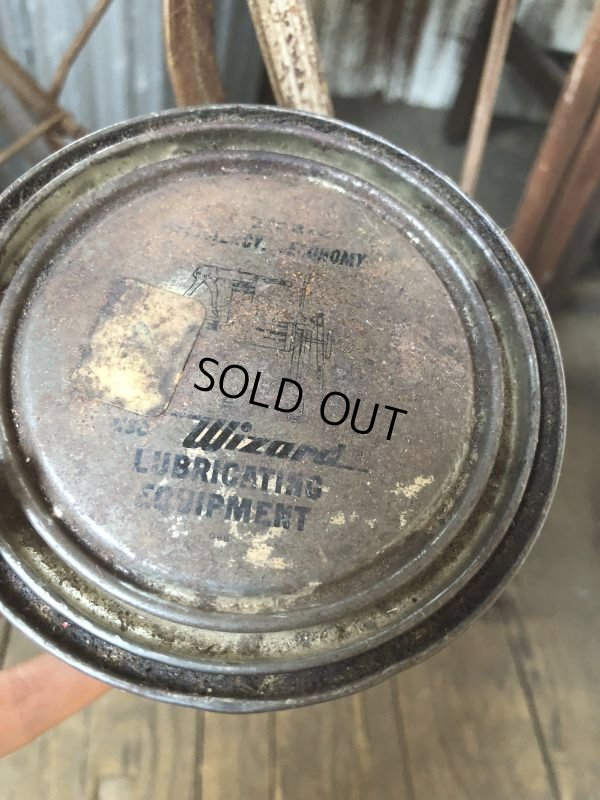 ECONOMY
SOLD OUT
Wizard
LUBRICATING
EQUIPMENT